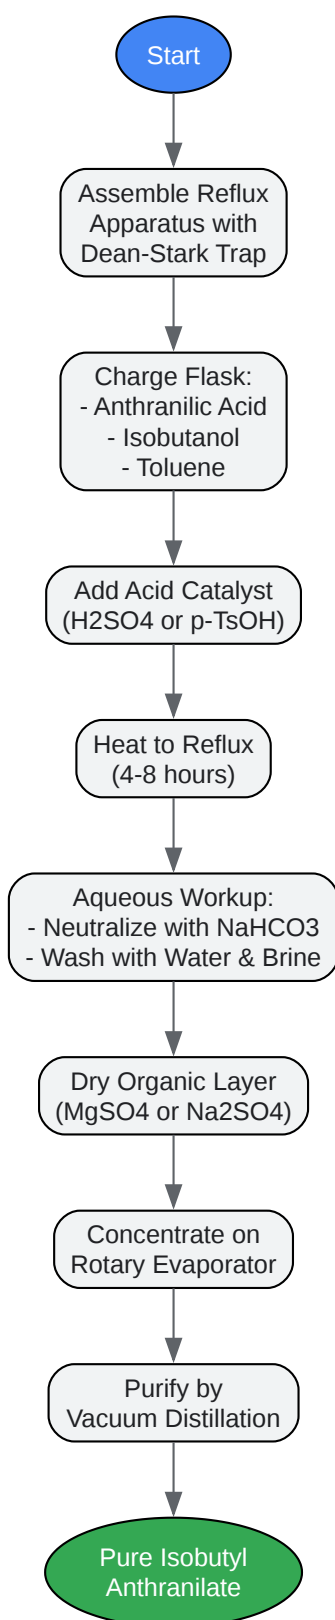 Start
Assemble Reflux
Apparatus with
Dean-Stark Trap
Charge Flask:
- Anthranilic Acid
- Isobutanol
- Toluene
Add Acid Catalyst
(H2SO4 or p-TsOH)
Heat to Reflux
(4-8 hours)
Aqueous Workup:
- Neutralize with NaHCO3
- Wash with Water & Brine
Dry Organic Layer
(MgSO4 or Na2SO4)
Concentrate on
Rotary Evaporator
Purify by
Vacuum Distillation
Pure Isobutyl
Anthranilate